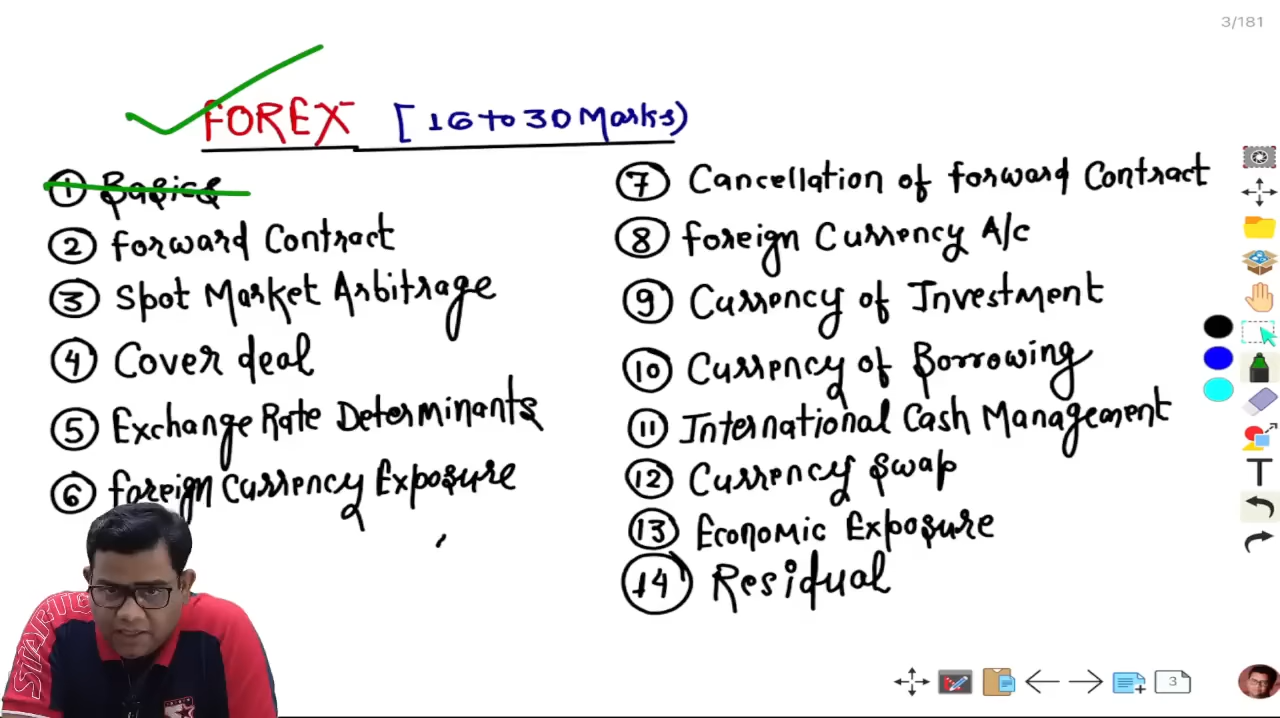 3/181
FOREX [16 to 30 Marks)
① Basics
② Forward Contract
③ Spot Market Arbitrage
④ Cover deal
⑤ Exchange Rate Determinants
⑥ Foreign Currency Exposure
⑦ Cancellation of Forward Contract
⑧ Foreign Currency A/c
⑨ Currency of Investment
⑩ Currency of Borrowing
⑪ International Cash Management
⑫ Currency Swap
⑬ Economic Exposure
⑭ Residual
T
3